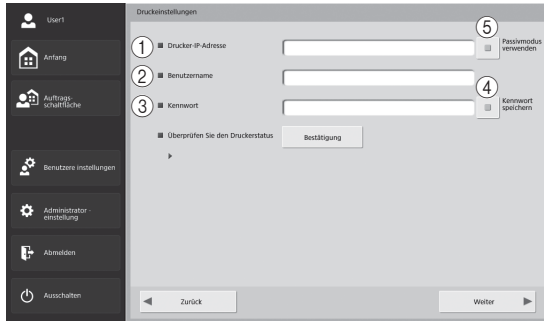 User1
Anfang
Auftrags-
schaltfläche
Benutzere instellungen
Administrator -
einstellung
Abmelden
Ausschalten
Druckeinstellungen
1 Drucker-IP-Adresse
5 Passivmodus
verwenden
2 Benutzername
3 Kennwort
4 Kennwort
speichern
Überprüfen Sie den Druckerstatus
Bestätigung
Zurück
Weiter